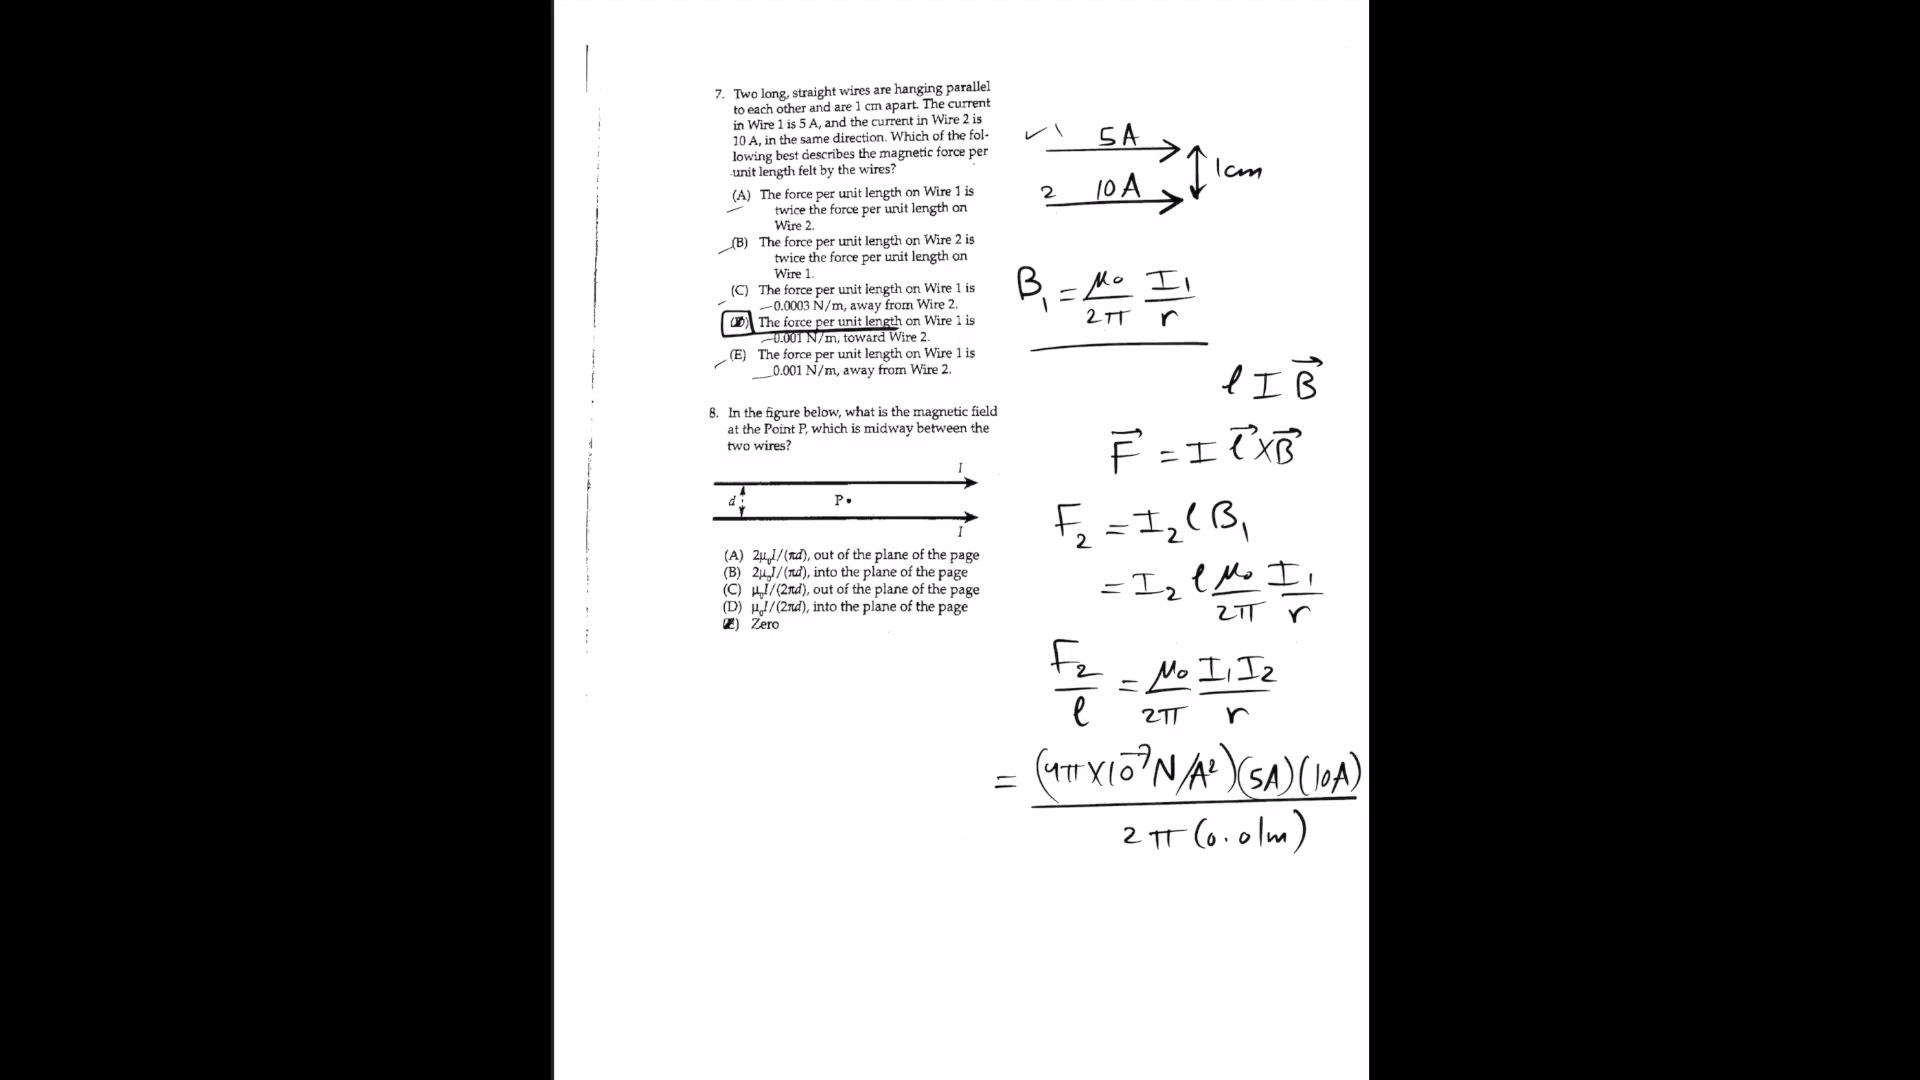 7. Two long, straight wires are hanging parallel
to each other and are 1 cm apart. The current
in Wire 1 is 5 A, and the current in Wire 2 is
10 A, in the same direction. Which of the fol-
lowing best describes the magnetic force per
unit length felt by the wires?
(A) The force per unit length on Wire 1 is
twice the force per unit length on
Wire 2.
(B) The force per unit length on Wire 2 is
twice the force per unit length on
Wire 1.
(C) The force per unit length on Wire 1 is
0.0003 N/m, away from Wire 2.
(D) The force per unit length on Wire 1 is
0.001 N/m, toward Wire 2.
(E) The force per unit length on Wire 1 is
0.001 N/m, away from Wire 2.
8. In the figure below, what is the magnetic field
at the Point P, which is midway between the
two wires?
I
d P
I
(A) 2μ₀I/(πd), out of the plane of the page
(B) 2μ₀I/(πd), into the plane of the page
(C) μ₀I/(2πd), out of the plane of the page
(D) μ₀I/(2πd), into the plane of the page
(E) Zero
1 5A
1cm
2 10A
B₁ = μ₀/2π I₁/r
l I B⃗
F⃗ = I l⃗ × B⃗
F₂ = I₂ l B₁
= I₂ l μ₀/2π I₁/r
F₂/l = μ₀/2π I₁I₂/r
= (4π×10⁻⁷ N/A²)(5A)(10A)
2π(0.01m)